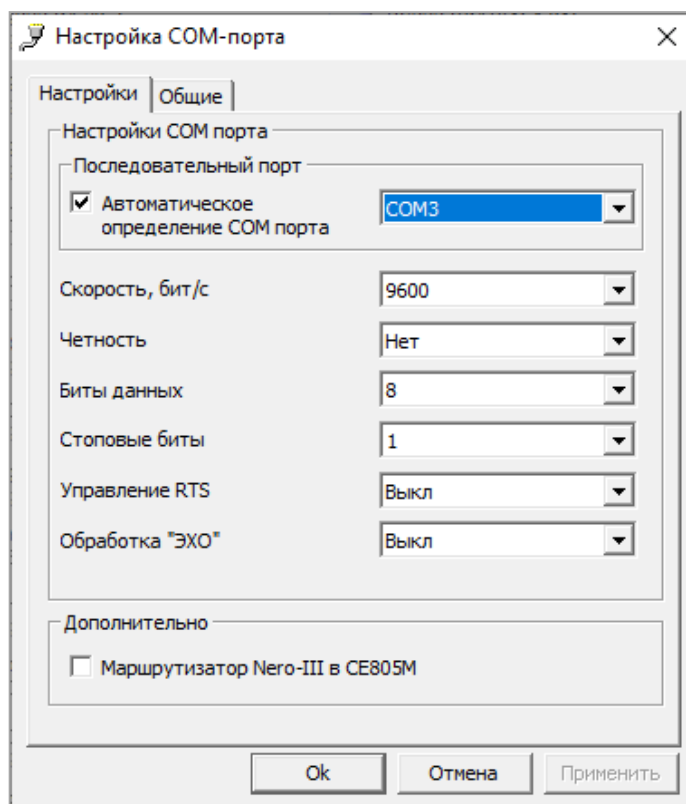 Настройка COM-порта
Настройки Общие
Настройки COM порта
Последовательный порт
Автоматическое COM3
определение COM порта
Скорость, бит/с 9600
Четность Нет
Биты данных 8
Стоповые биты 1
Управление RTS Выкл
Обработка "ЭХО" Выкл
Дополнительно
Маршрутизатор Nero-III в CE805M
Ok Отмена Применить